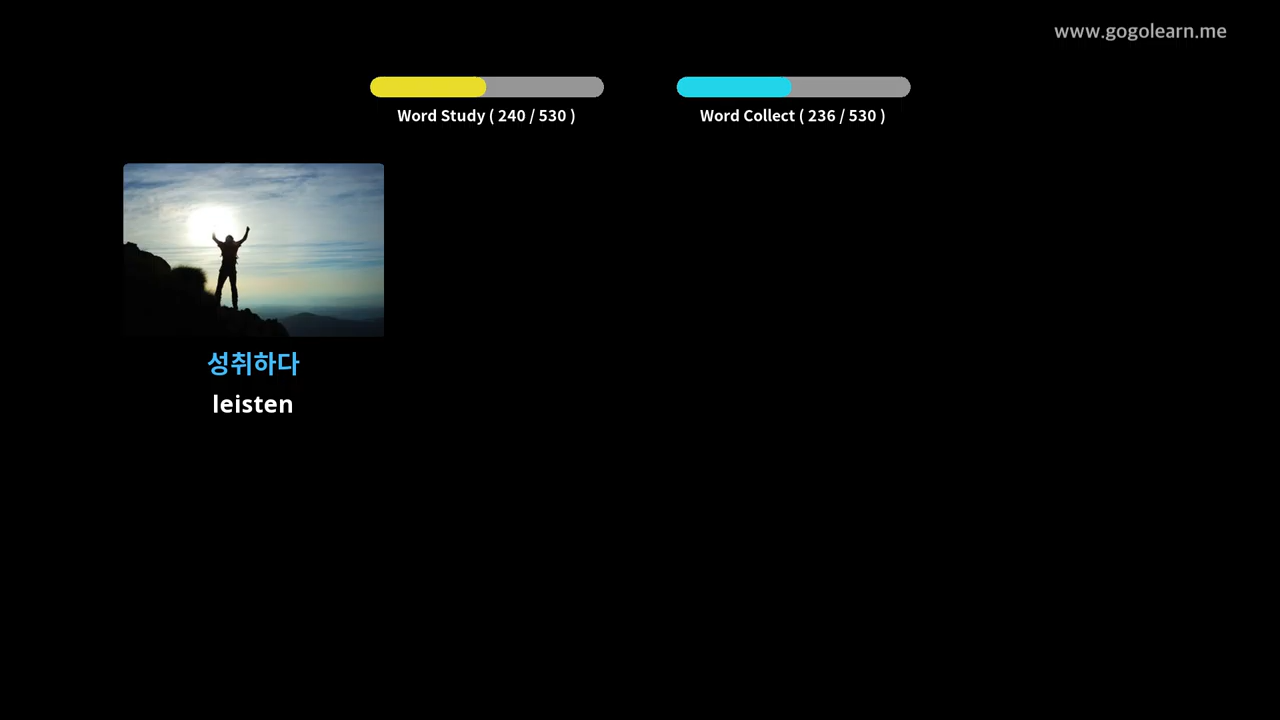 www.gogolearn.me
Word Study ( 240 / 530 )
Word Collect ( 236 / 530 )
성취하다
leisten